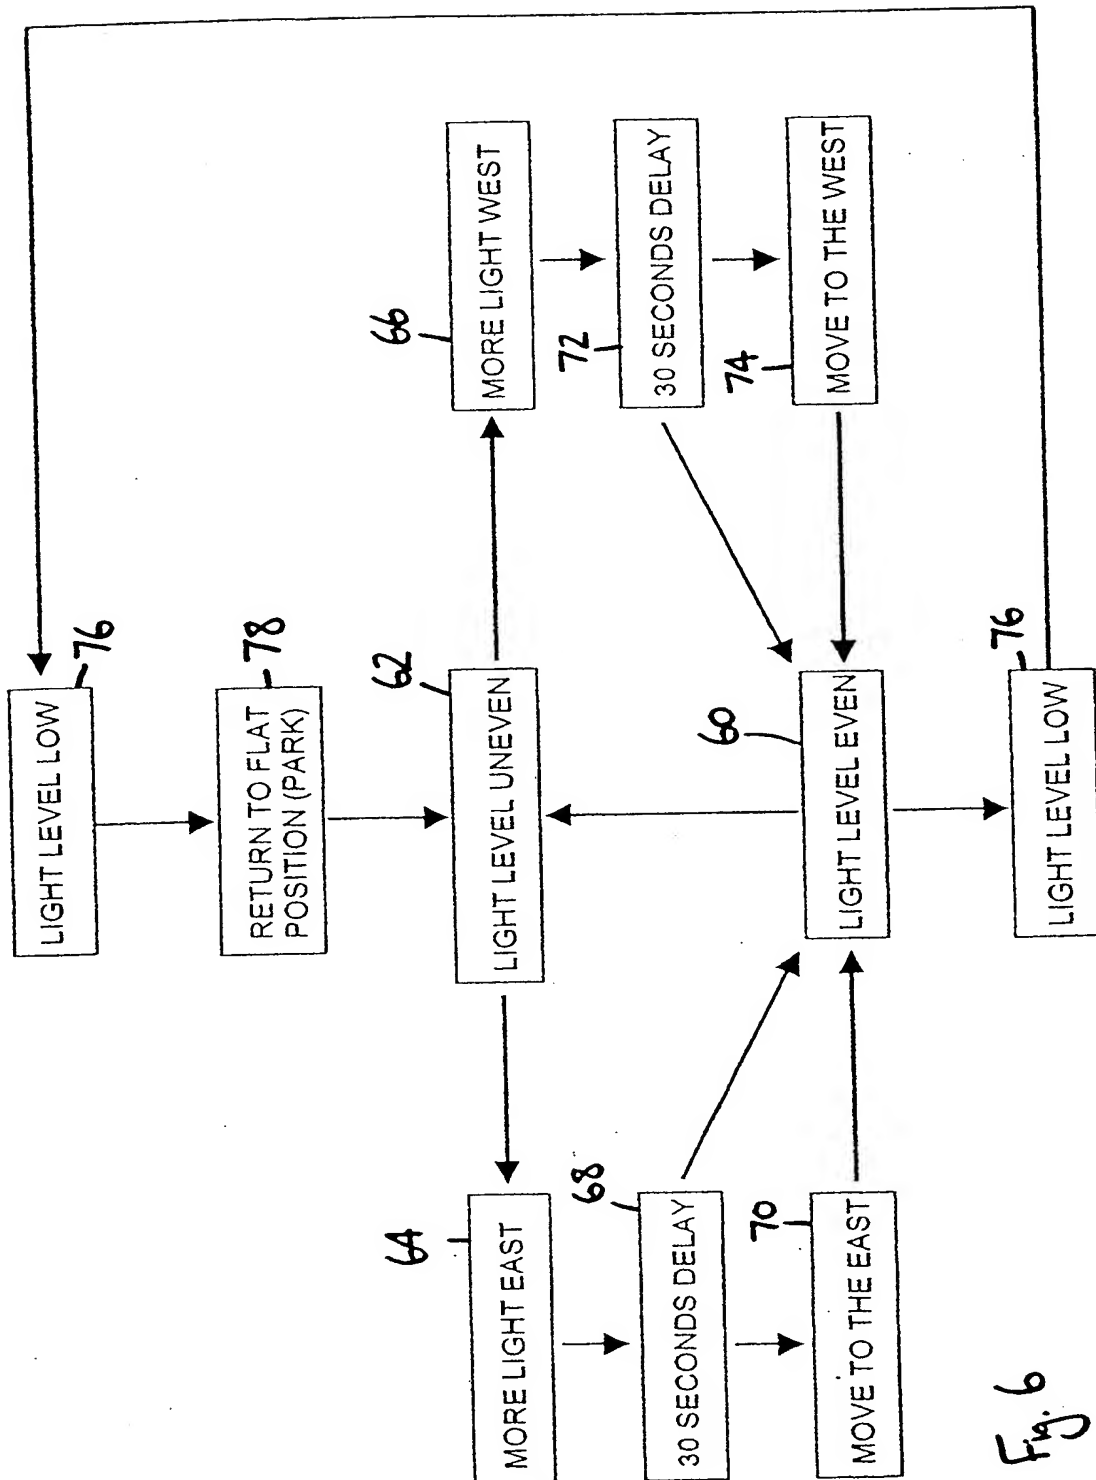 LIGHT LEVEL LOW
76
RETURN TO FLAT
POSITION (PARK)
78
MORE LIGHT EAST
64
LIGHT LEVEL UNEVEN
62
MORE LIGHT WEST
66
30 SECONDS DELAY
68
30 SECONDS DELAY
72
MOVE TO THE EAST
70
LIGHT LEVEL EVEN
60
MOVE TO THE WEST
74
LIGHT LEVEL LOW
76
Fig. 6